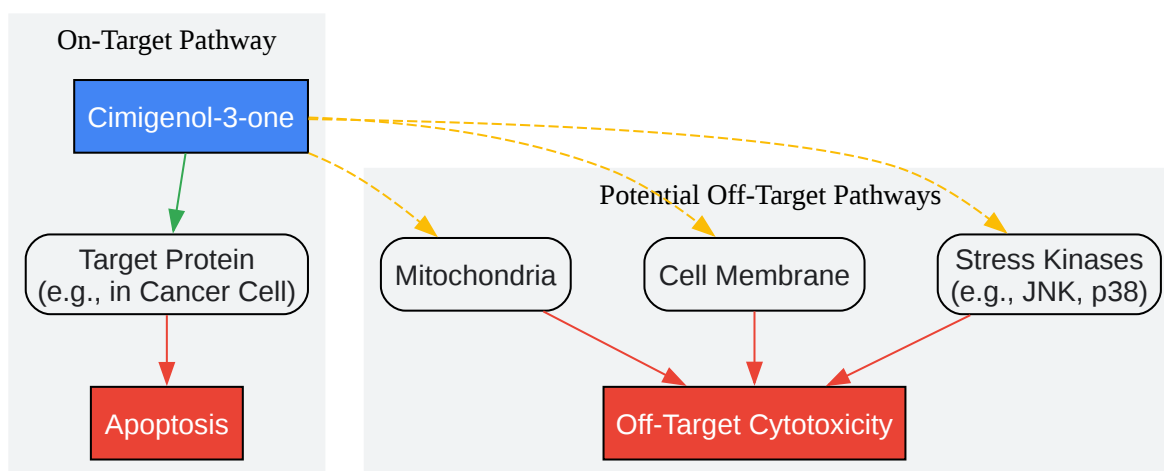 On-Target Pathway
Cimigenol-3-one
Potential Off-Target Pathways
Target Protein
(e.g., in Cancer Cell)
Mitochondria
Cell Membrane
Stress Kinases
(e.g., JNK, p38)
Apoptosis
Off-Target Cytotoxicity